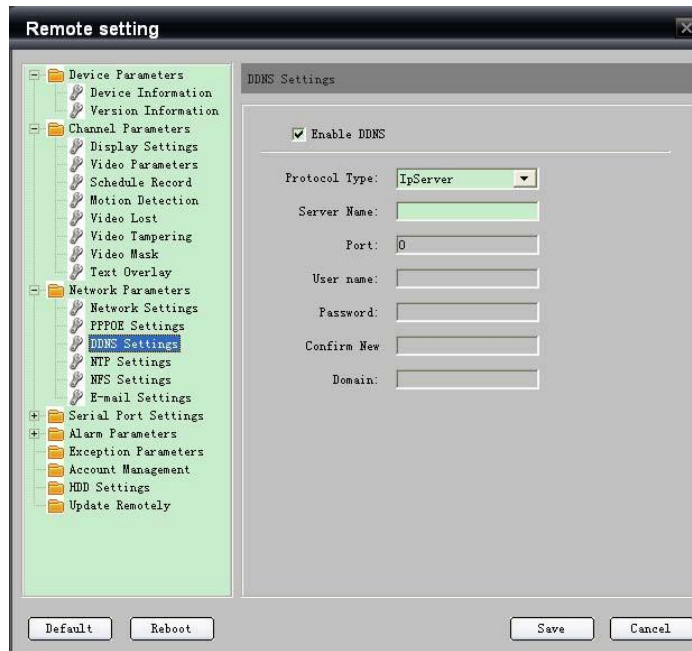 Remote setting
Device Parameters
Device Information
Version Information
Channel Parameters
Display Settings
Video Parameters
Schedule Record
Motion Detection
Video Lost
Video Tampering
Video Mask
Text Overlay
Network Parameters
Network Settings
PPPOE Settings
DDNS Settings
NTP Settings
NFS Settings
E-mail Settings
Serial Port Settings
Alarm Parameters
Exception Parameters
Account Management
HDD Settings
Update Remotely
DDNS Settings
Enable DDNS
Protocol Type: IpServer
Server Name:
Port: 0
User name:
Password:
Confirm New
Domain:
Default Reboot Save Cancel